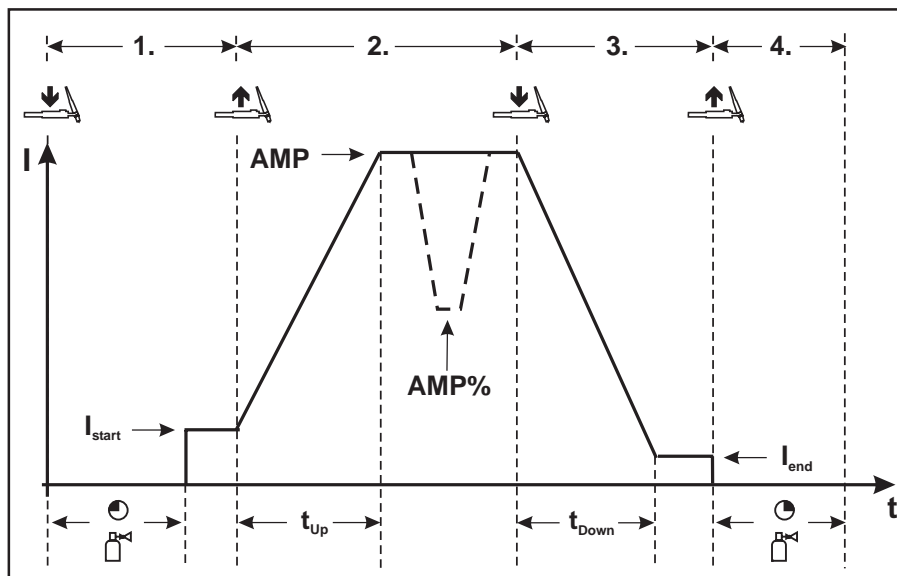 1. 2. 3. 4.
I
AMP
AMP%
Istart
Iend
t
tUp
tDown